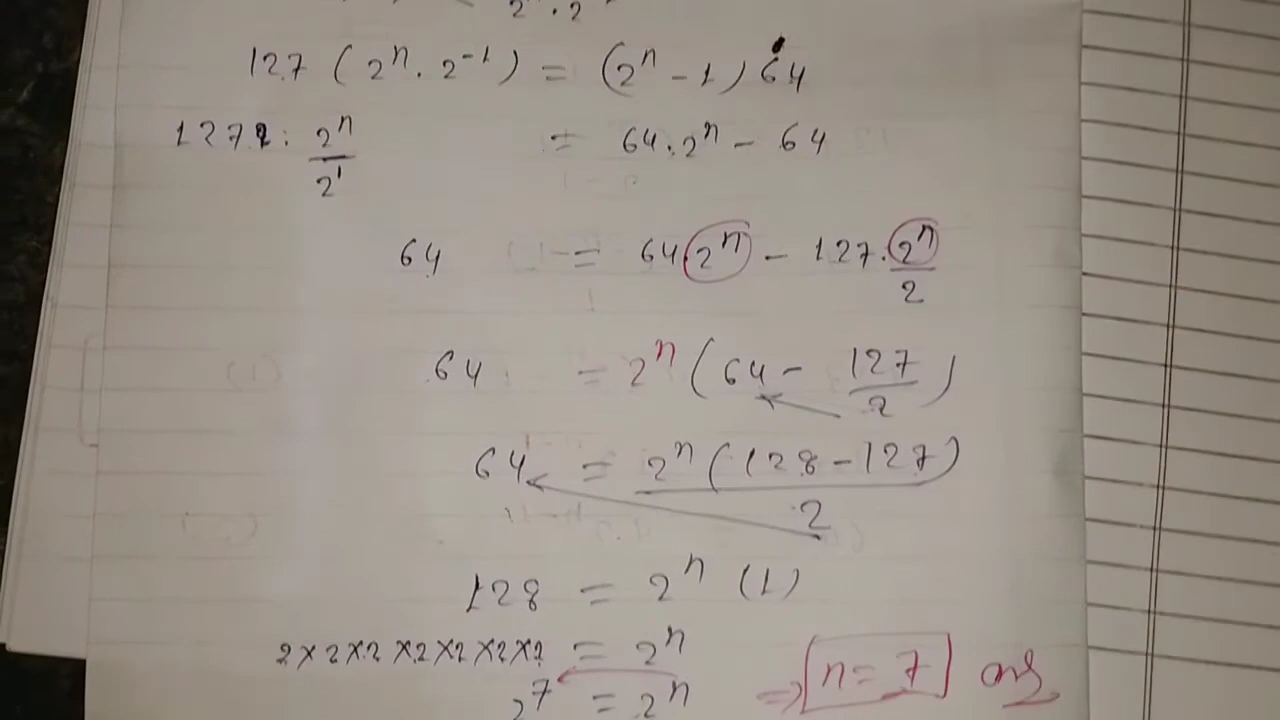 2 . 2
127 ( 2ⁿ . 2⁻¹ ) = (2ⁿ - 1 ) 64
127 . 2ⁿ/2¹ = 64 . 2ⁿ - 64
64 = 64 2ⁿ - 127 . 2ⁿ/2
64 = 2ⁿ ( 64 - 127/2 )
64 = 2ⁿ ( 128 - 127 )/2
128 = 2ⁿ (1)
2 × 2 × 2 × 2 × 2 × 2 × 2 = 2ⁿ
2⁷ = 2ⁿ ⇒ n = 7 ans